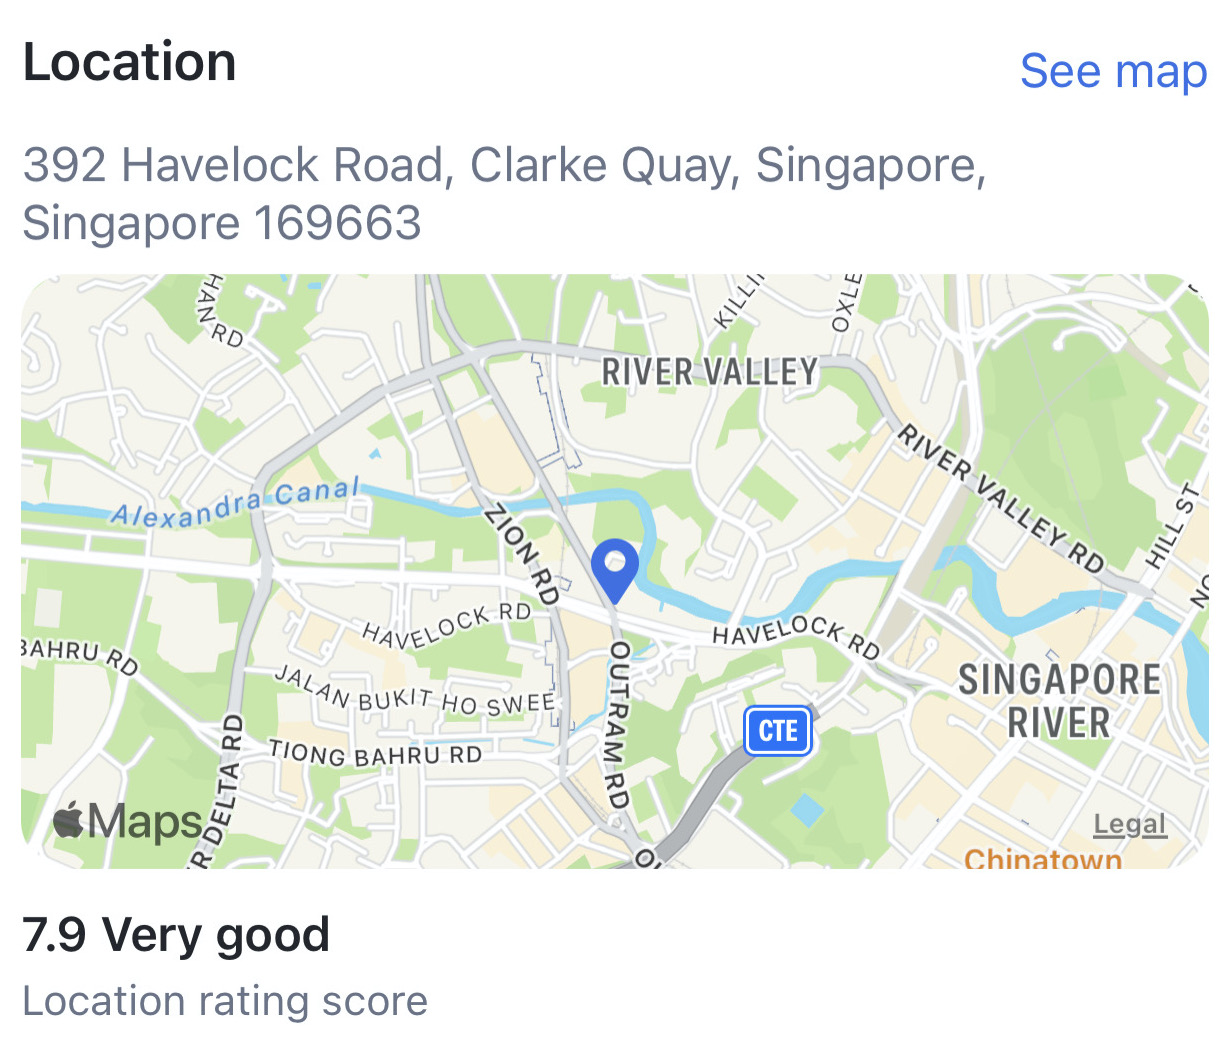 Location
See map
392 Havelock Road, Clarke Quay, Singapore,
Singapore 169663
HAN RD
KILLI
OXLE
RIVER VALLEY
RIVER VALLEY RD
Alexandra Canal
ZION RD
HILL ST
NO
HAVELOCK RD
HAVELOCK RD
BAHRU RD
JALAN BUKIT HO SWEE
OUTRAM RD
SINGAPORE
RIVER
CTE
TIONG BAHRU RD
R DELTA RD
Maps
Legal
Chinatown
7.9 Very good
Location rating score